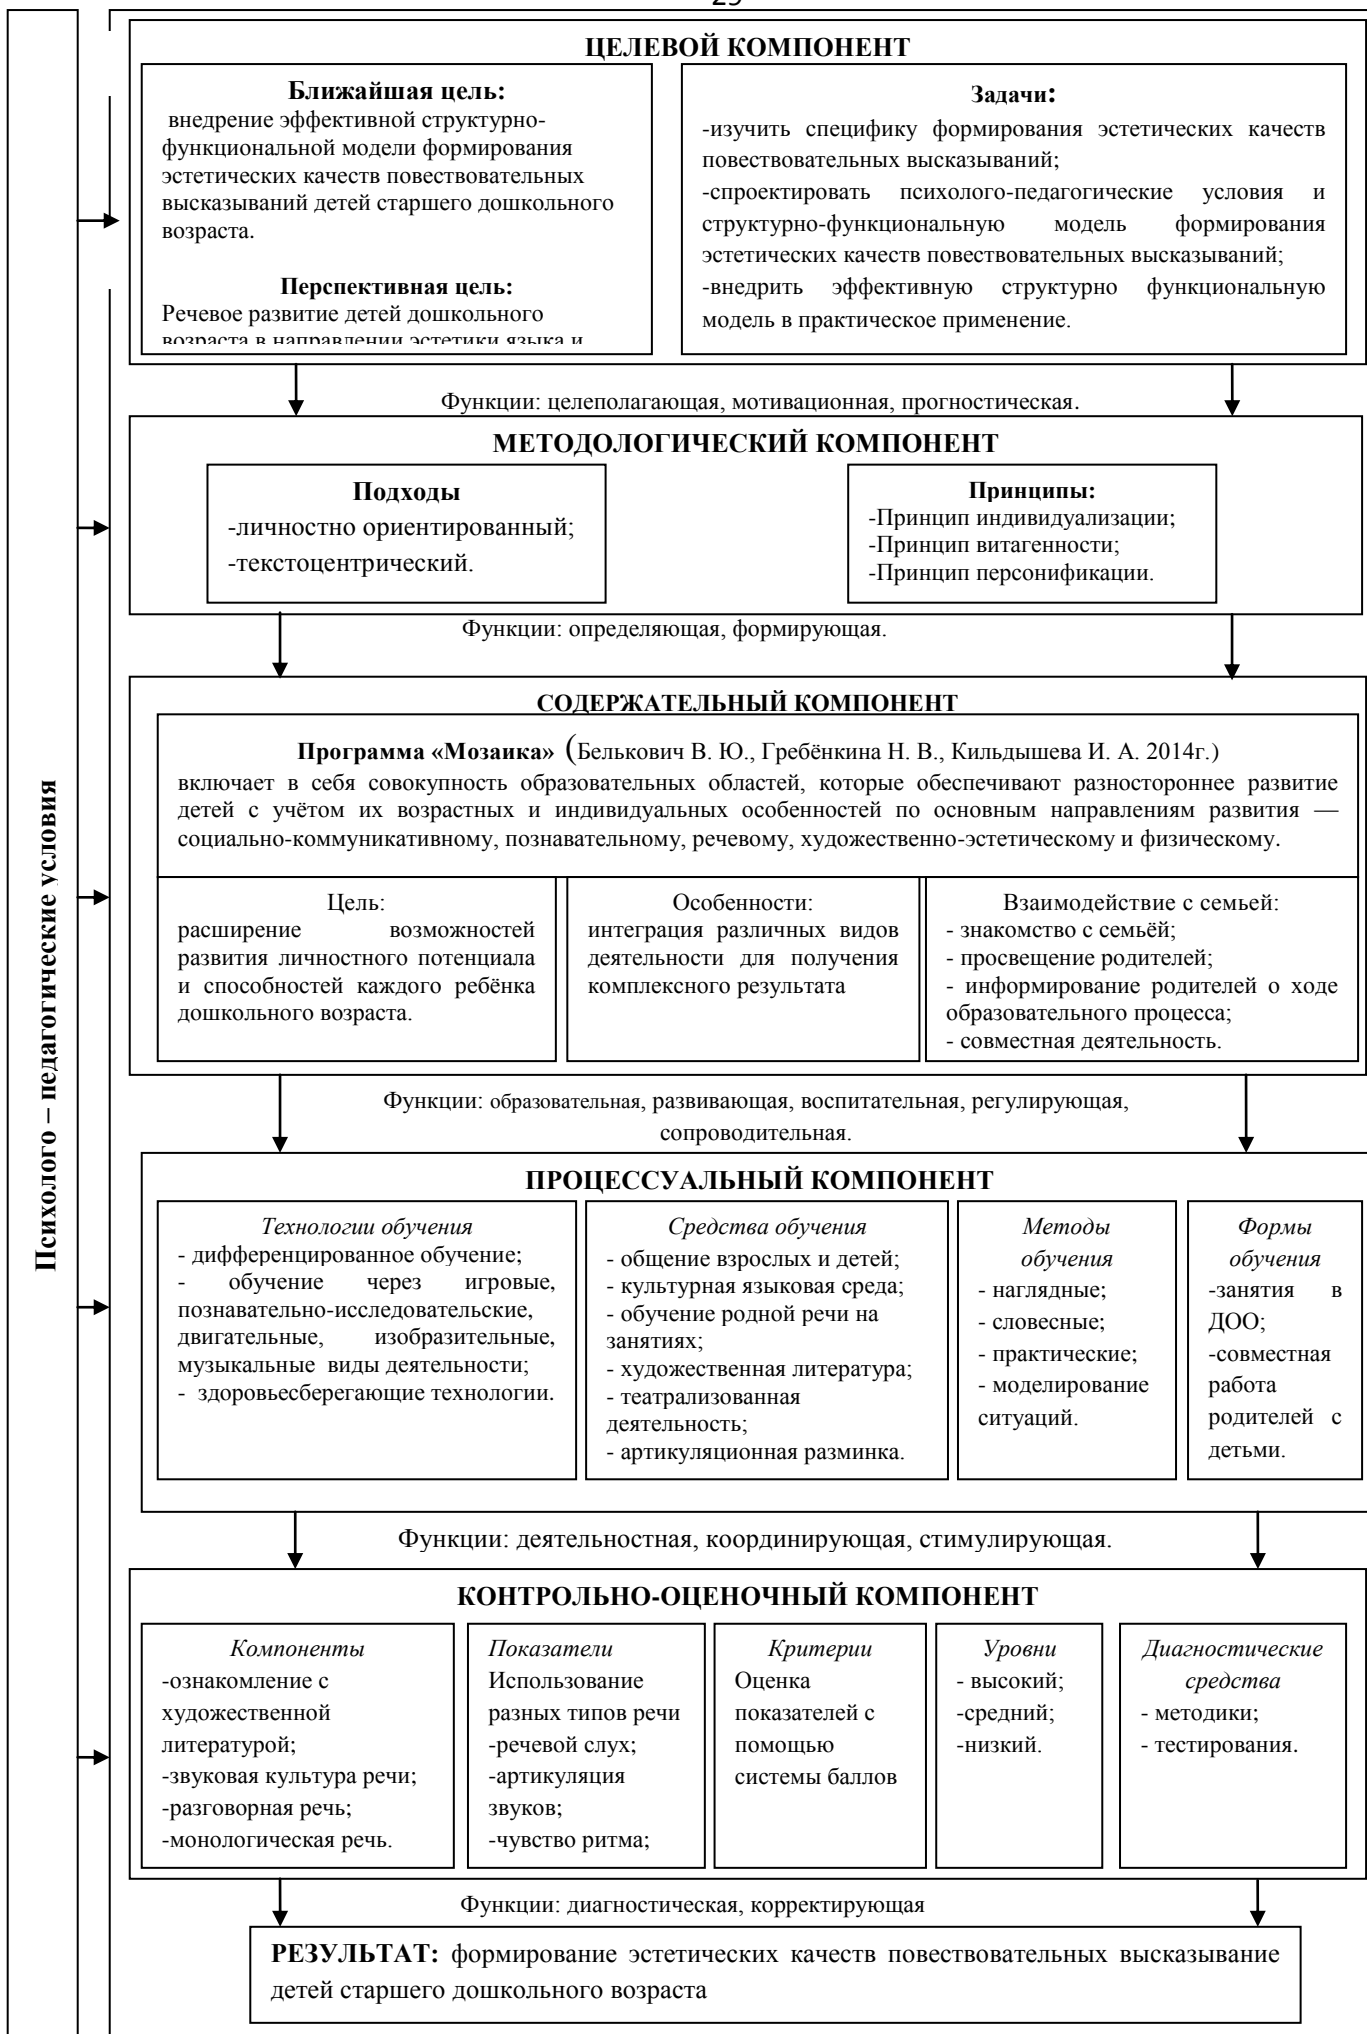 ЦЕЛЕВОЙ КОМПОНЕНТ
Ближайшая цель:
внедрение эффективной структурно-
функциональной модели формирования
эстетических качеств повествовательных
высказываний детей старшего дошкольного
возраста.
Перспективная цель:
Речевое развитие детей дошкольного
возраста в направлении эстетики языка и
Задачи:
-изучить специфику формирования эстетических качеств
повествовательных высказываний;
-спроектировать психолого-педагогические условия и
структурно-функциональную модель формирования
эстетических качеств повествовательных высказываний;
-внедрить эффективную структурно функциональную
модель в практическое применение.
Функции: целеполагающая, мотивационная, прогностическая.
МЕТОДОЛОГИЧЕСКИЙ КОМПОНЕНТ
Подходы
-личностно ориентированный;
-текстоцентрический.
Принципы:
-Принцип индивидуализации;
-Принцип витагенности;
-Принцип персонификации.
Функции: определяющая, формирующая.
СОДЕРЖАТЕЛЬНЫЙ КОМПОНЕНТ
Программа «Мозаика» (Белькович В. Ю., Гребёнкина Н. В., Кильдышева И. А. 2014г.)
включает в себя совокупность образовательных областей, которые обеспечивают разностороннее развитие
детей с учётом их возрастных и индивидуальных особенностей по основным направлениям развития —
социально-коммуникативному, познавательному, речевому, художественно-эстетическому и физическому.
Цель:
расширение возможностей
развития личностного потенциала
и способностей каждого ребёнка
дошкольного возраста.
Особенности:
интеграция различных видов
деятельности для получения
комплексного результата
Взаимодействие с семьей:
- знакомство с семьёй;
- просвещение родителей;
- информирование родителей о ходе
образовательного процесса;
- совместная деятельность.
Функции: образовательная, развивающая, воспитательная, регулирующая,
сопроводительная.
Психолого – педагогические условия
ПРОЦЕССУАЛЬНЫЙ КОМПОНЕНТ
Технологии обучения
- дифференцированное обучение;
- обучение через игровые,
познавательно-исследовательские,
двигательные, изобразительные,
музыкальные виды деятельности;
- здоровьесберегающие технологии.
Средства обучения
- общение взрослых и детей;
- культурная языковая среда;
- обучение родной речи на
занятиях;
- художественная литература;
- театрализованная
деятельность;
- артикуляционная разминка.
Методы
обучения
- наглядные;
- словесные;
- практические;
- моделирование
ситуаций.
Формы
обучения
-занятия в
ДОО;
-совместная
работа
родителей с
детьми.
Функции: деятельностная, координирующая, стимулирующая.
КОНТРОЛЬНО-ОЦЕНОЧНЫЙ КОМПОНЕНТ
Компоненты
-ознакомление с
художественной
литературой;
-звуковая культура речи;
-разговорная речь;
-монологическая речь.
Показатели
Использование
разных типов речи
-речевой слух;
-артикуляция
звуков;
-чувство ритма;
Критерии
Оценка
показателей с
помощью
системы баллов
Уровни
- высокий;
-средний;
-низкий.
Диагностические
средства
- методики;
- тестирования.
Функции: диагностическая, корректирующая
РЕЗУЛЬТАТ: формирование эстетических качеств повествовательных высказывание
детей старшего дошкольного возраста